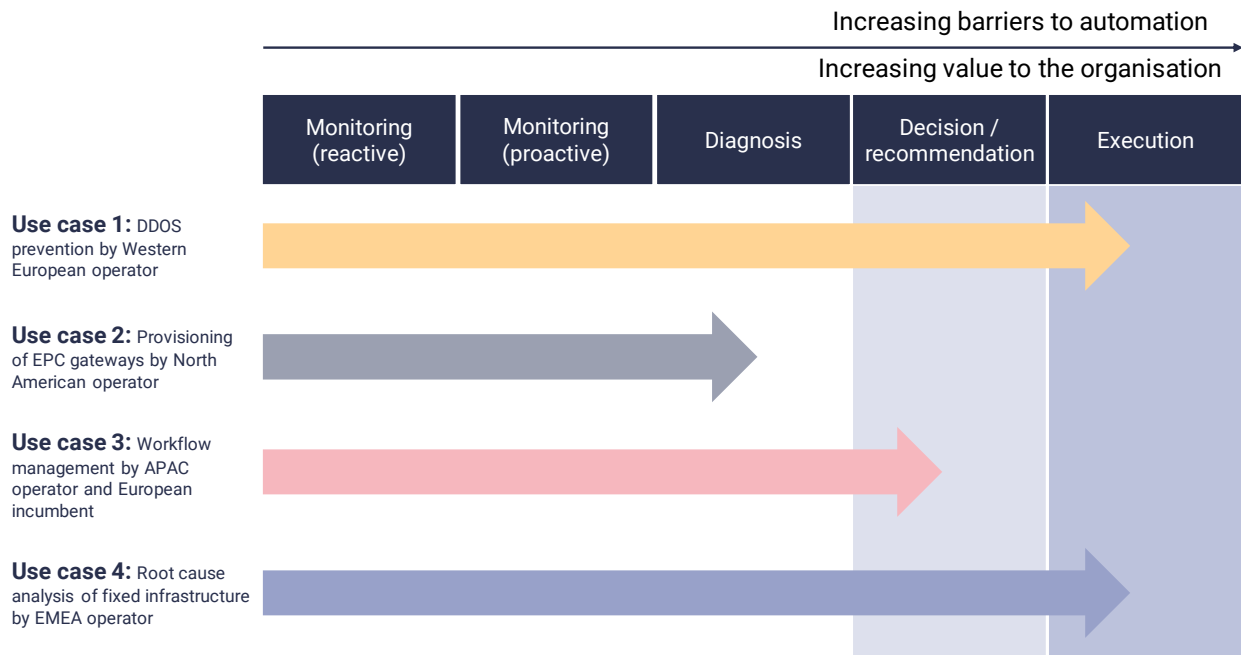 Increasing barriers to automation
Increasing value to the organisation
Monitoring
(reactive)
Monitoring
(proactive)
Diagnosis
Decision /
recommendation
Execution
Use case 1: DDOS
prevention by Western
European operator
Use case 2: Provisioning
of EPC gateways by North
American operator
Use case 3: Workflow
management by APAC
operator and European
incumbent
Use case 4: Root cause
analysis of fixed infrastructure
by EMEA operator